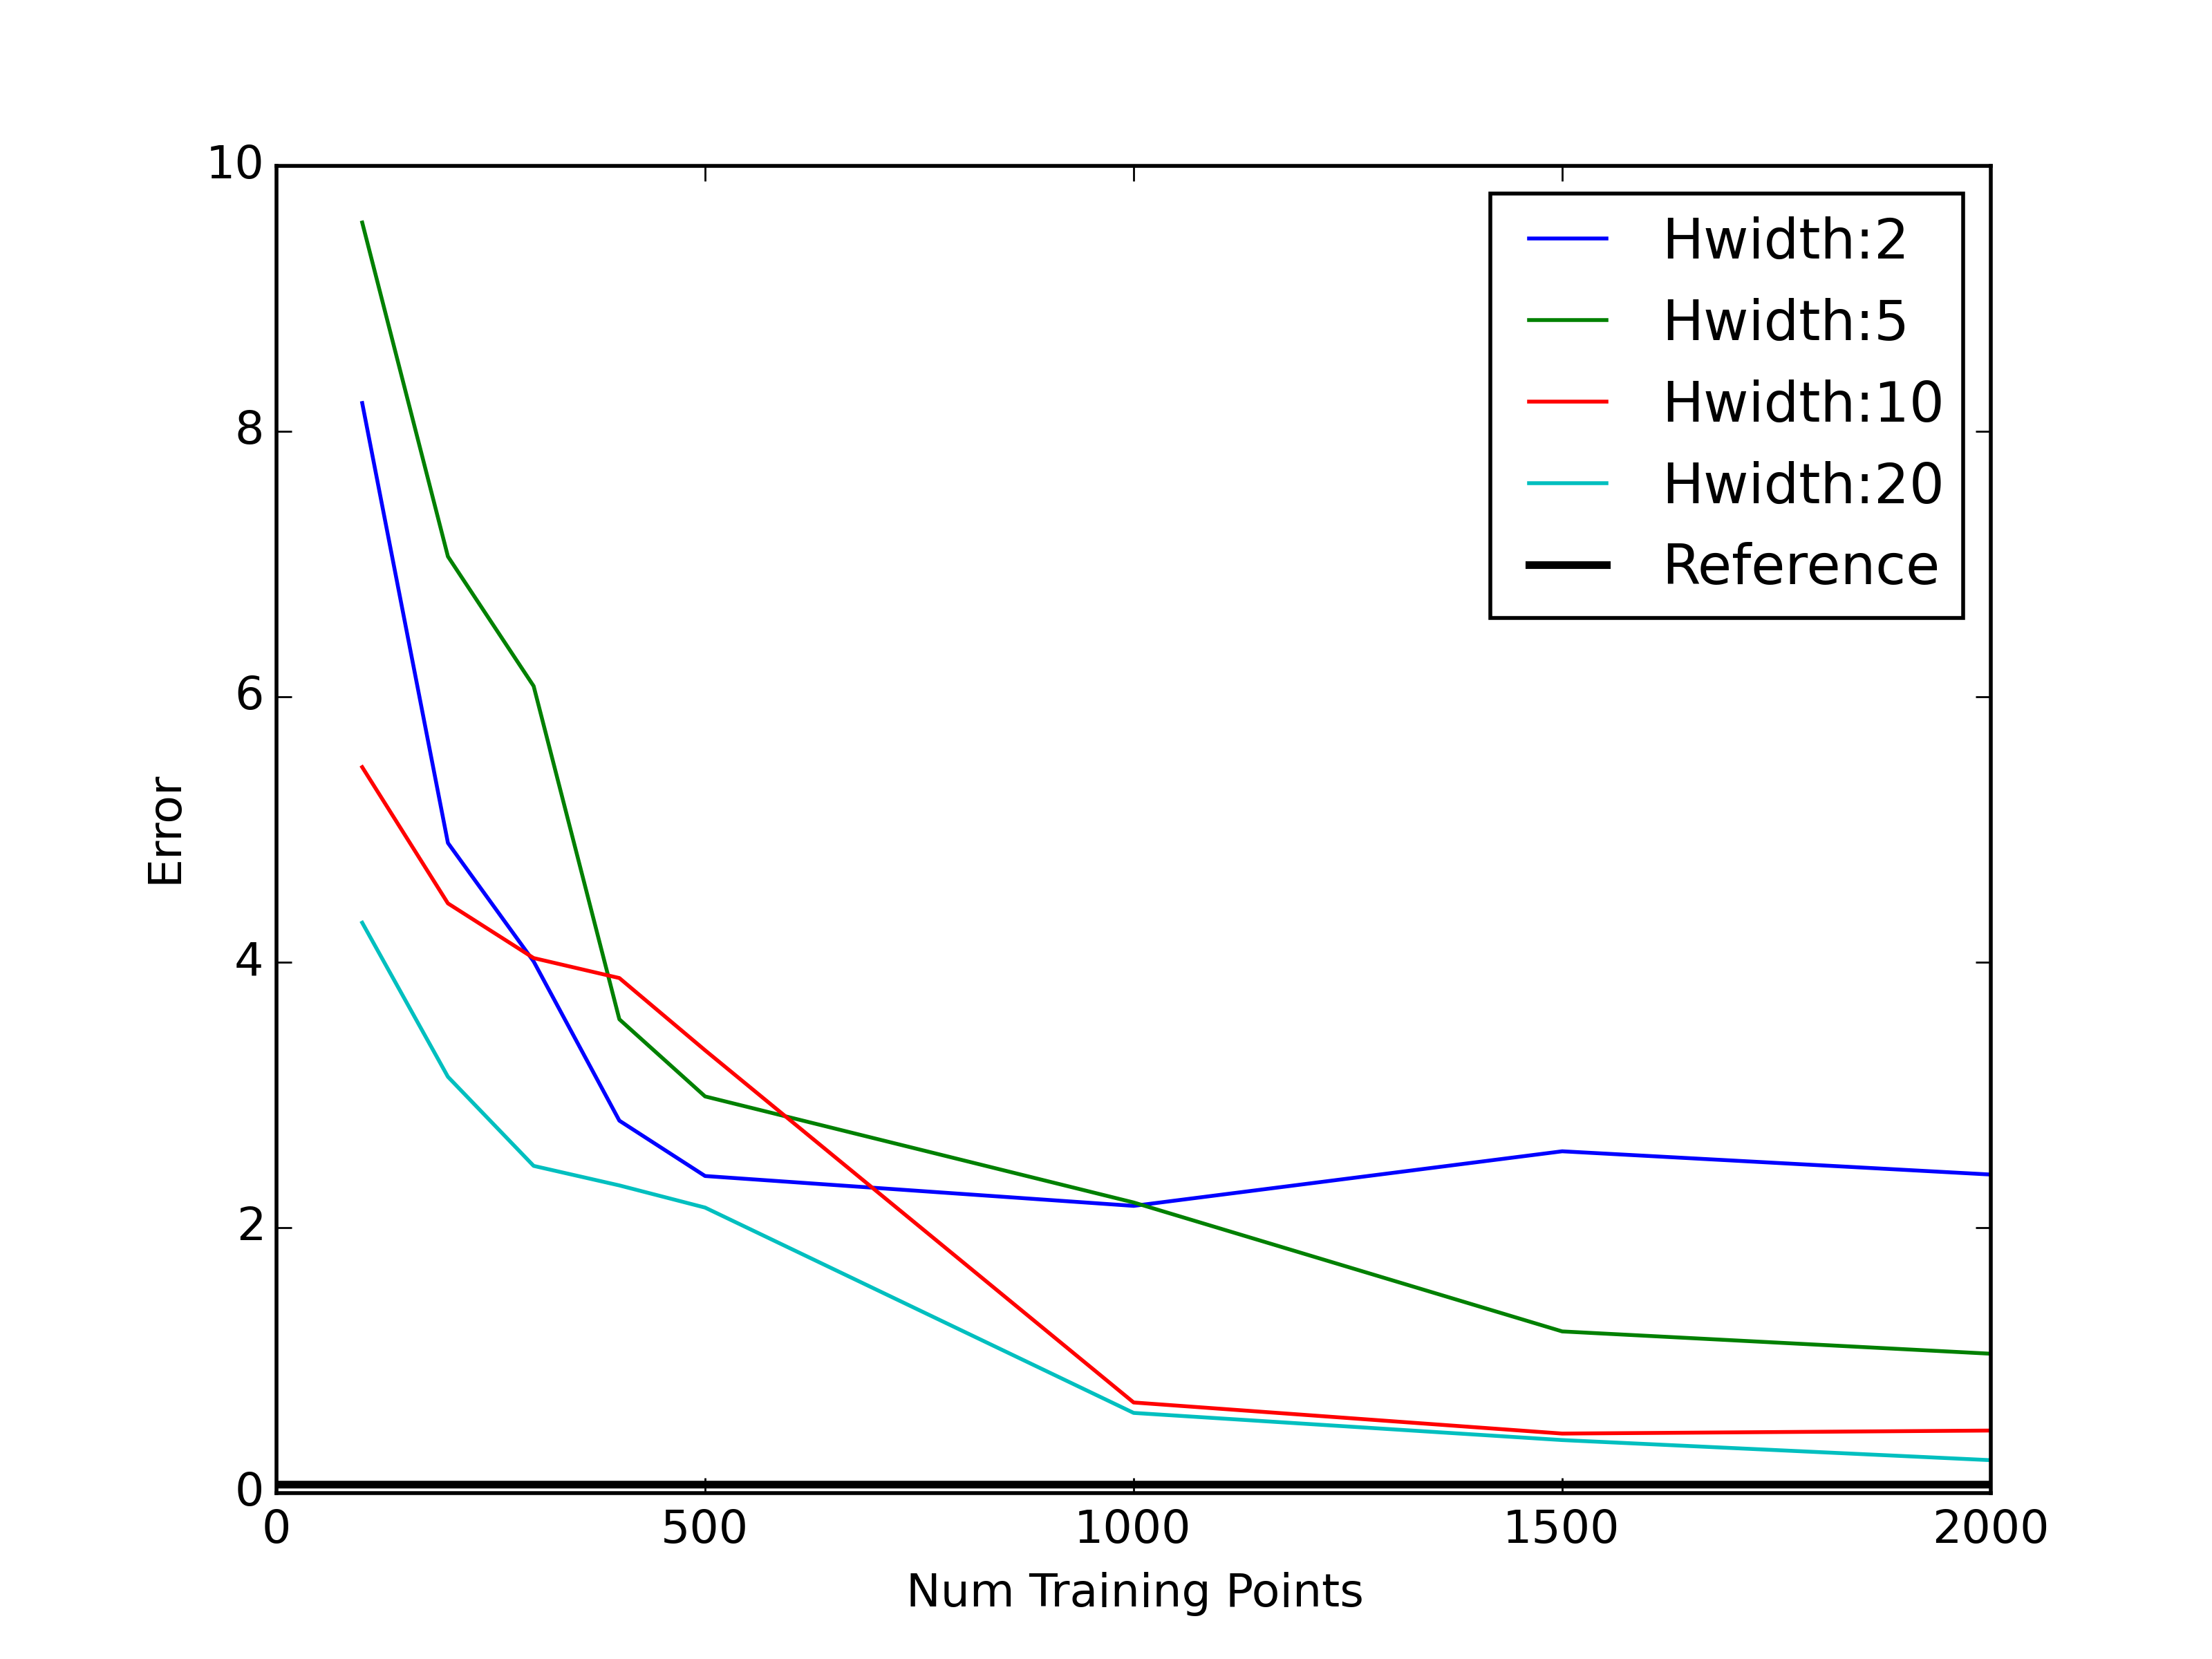 10
8
6
4
2
0
Error
0 500 1000 1500 2000
Num Training Points
Hwidth:2
Hwidth:5
Hwidth:10
Hwidth:20
Reference